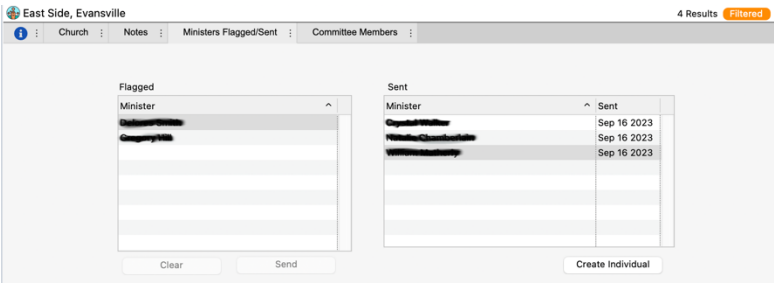 East Side, Evansville
4 Results Filtered
Church Notes Ministers Flagged/Sent Committee Members
Flagged
Sent
Minister
Minister Sent
Sep 16 2023
Sep 16 2023
Sep 16 2023
Clear Send
Create Individual